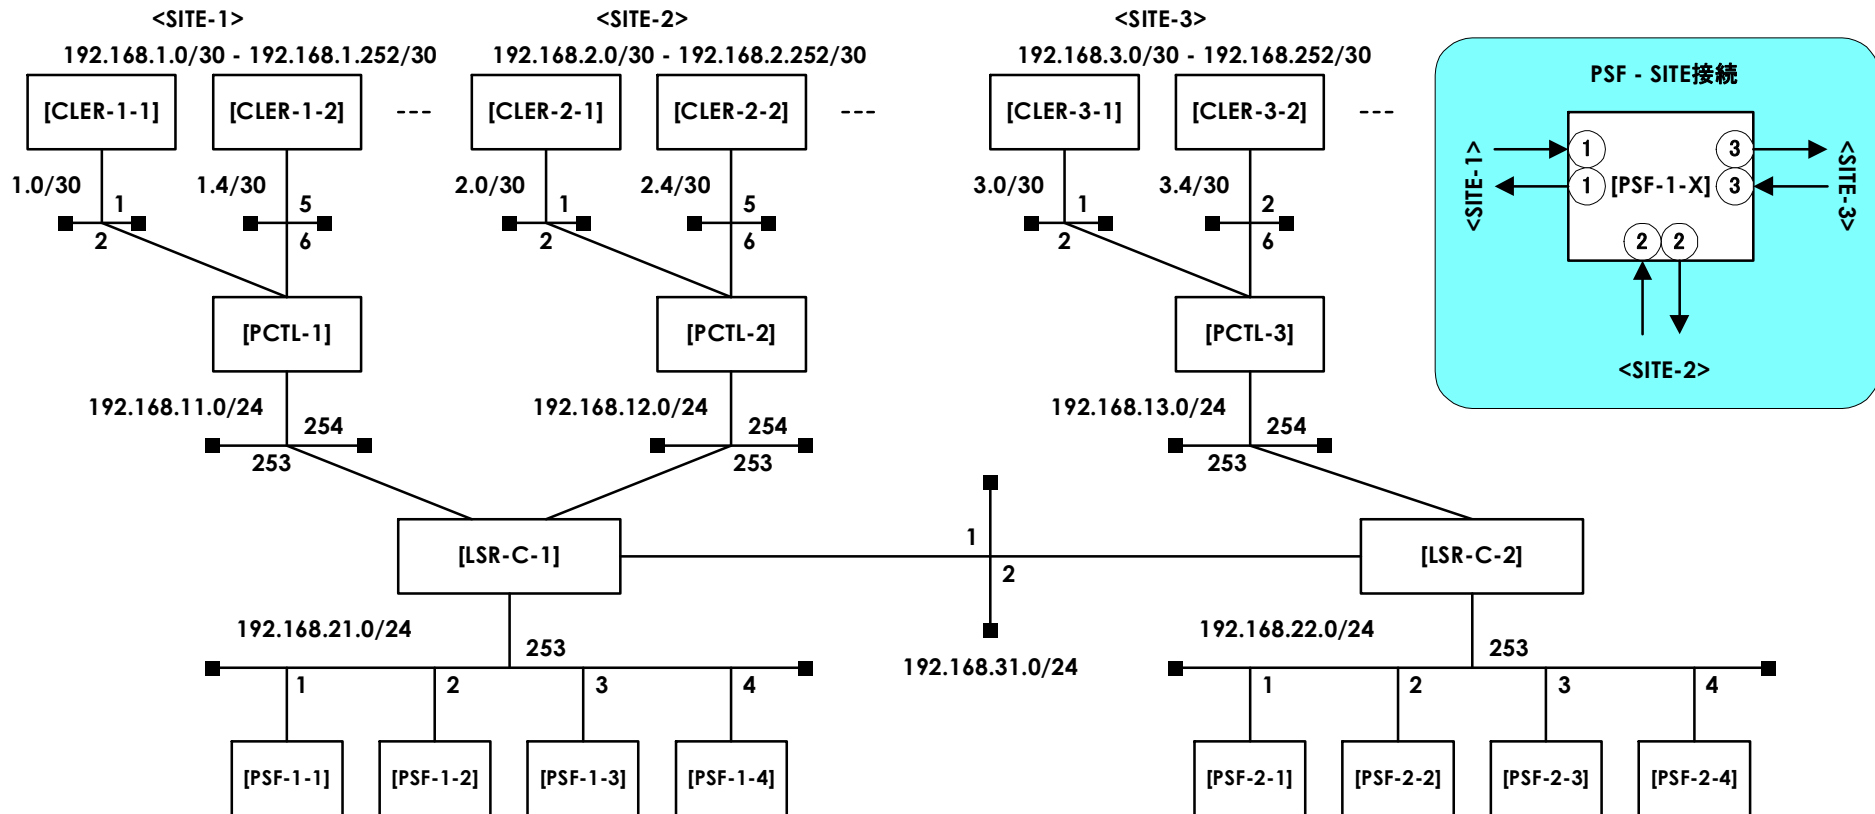 <SITE-1>
<SITE-2>
<SITE-3>
192.168.1.0/30 - 192.168.1.252/30
192.168.2.0/30 - 192.168.2.252/30
192.168.3.0/30 - 192.168.252/30
[CLER-1-1]
[CLER-1-2]
---
[CLER-2-1]
[CLER-2-2]
---
[CLER-3-1]
[CLER-3-2]
---
1.0/30
1
2
1.4/30
5
6
2.0/30
1
2
2.4/30
5
6
3.0/30
1
2
3.4/30
2
6
[PCTL-1]
[PCTL-2]
[PCTL-3]
192.168.11.0/24
254
253
192.168.12.0/24
254
253
192.168.13.0/24
254
253
[LSR-C-1]
1
2
192.168.31.0/24
[LSR-C-2]
192.168.21.0/24
253
1
2
3
4
192.168.22.0/24
253
1
2
3
4
[PSF-1-1]
[PSF-1-2]
[PSF-1-3]
[PSF-1-4]
[PSF-2-1]
[PSF-2-2]
[PSF-2-3]
[PSF-2-4]
PSF - SITE接続
<SITE-1>
1
1
[PSF-1-X]
3
3
<SITE-3>
2
2
<SITE-2>